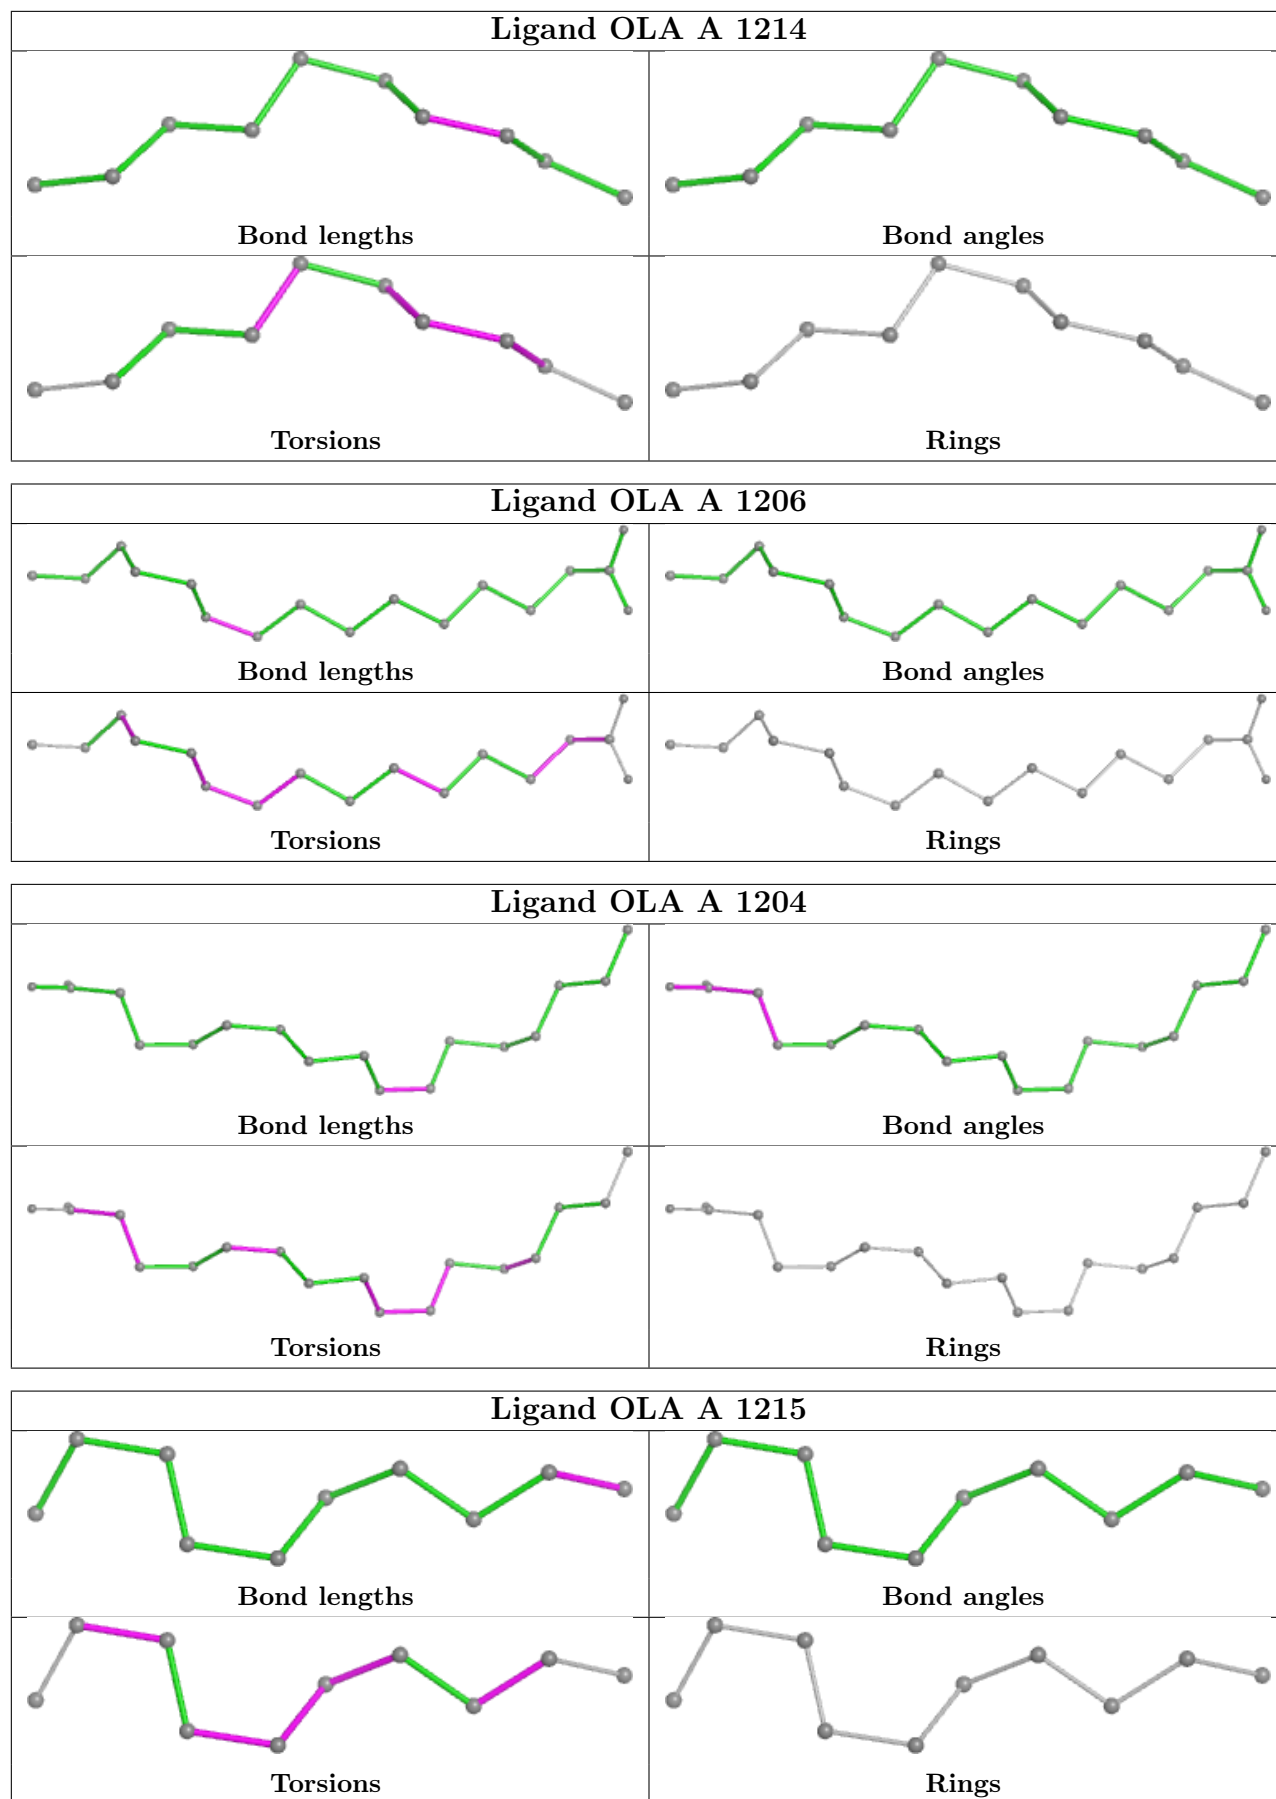 Ligand OLA A 1214
Bond lengths
Bond angles
Torsions
Rings
Ligand OLA A 1206
Bond lengths
Bond angles
Torsions
Rings
Ligand OLA A 1204
Bond lengths
Bond angles
Torsions
Rings
Ligand OLA A 1215
Bond lengths
Bond angles
Torsions
Rings